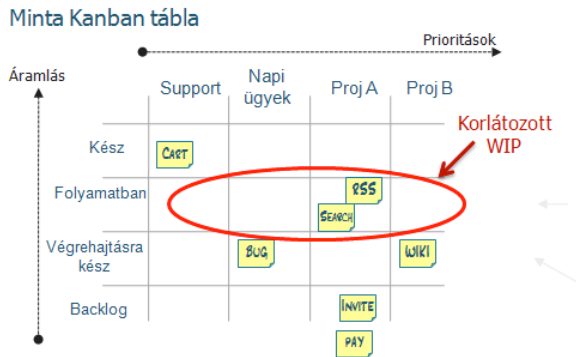 Minta Kanban tábla
Prioritások
Áramlás
Support
Napi
ügyek
Proj A
Proj B
Korlátozott
WIP
Kész
CART
Folyamatban
RSS
SEARCH
Végrehajtásra
kész
BUG
WIKI
Backlog
INVITE
PAY